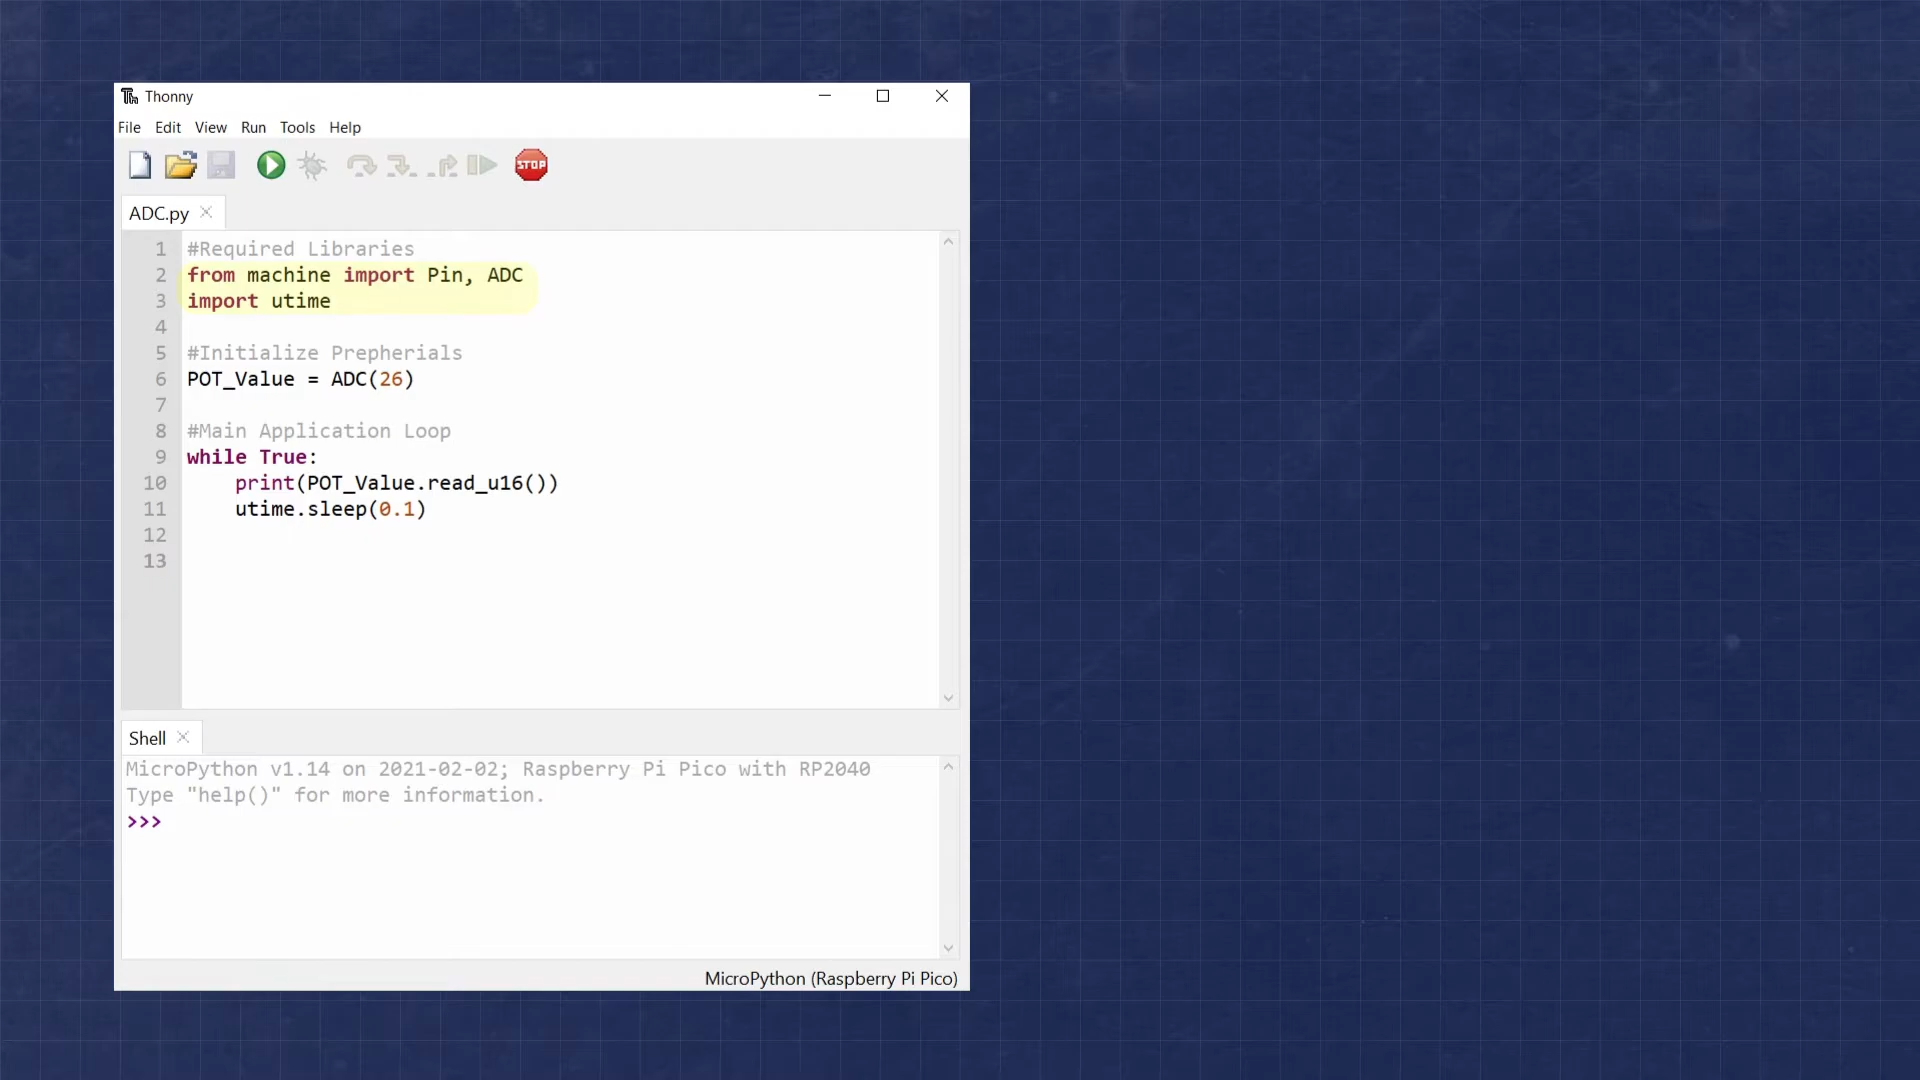 Thonny
File Edit View Run Tools Help
STOP
ADC.py
1 #Required Libraries
2 from machine import Pin, ADC
3 import utime
4
5 #Initialize Prepherials
6 POT_Value = ADC(26)
7
8 #Main Application Loop
9 while True:
10     print(POT_Value.read_u16())
11     utime.sleep(0.1)
12
13
Shell
MicroPython v1.14 on 2021-02-02; Raspberry Pi Pico with RP2040
Type "help()" for more information.
>>>
MicroPython (Raspberry Pi Pico)